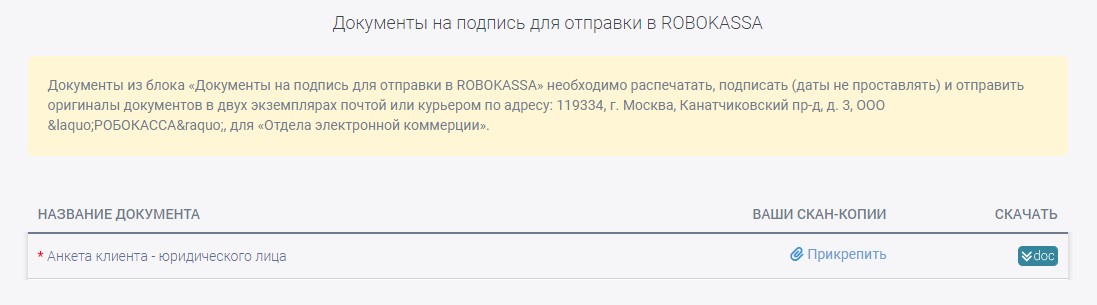 Документы на подпись для отправки в ROBOKASSA
Документы из блока «Документы на подпись для отправки в ROBOKASSA» необходимо распечатать, подписать (даты не проставлять) и отправить
оригиналы документов в двух экземплярах почтой или курьером по адресу: 119334, г. Москва, Канатчиковский пр-д, д. 3, ООО
&laquo;РОБОКАССА&raquo;, для «Отдела электронной коммерции».
НАЗВАНИЕ ДОКУМЕНТА ВАШИ СКАН-КОПИИ СКАЧАТЬ
* Анкета клиента - юридического лица Прикрепить doc